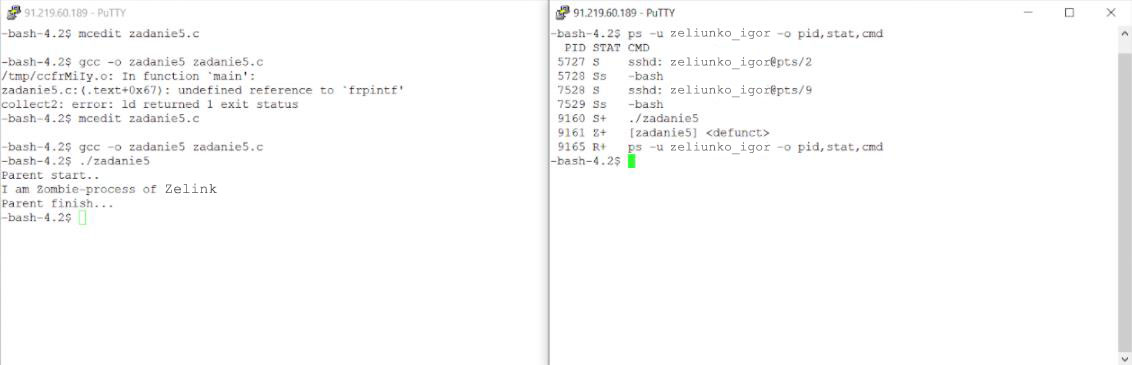 91.219.60.189 - PuTTY
-bash-4.2$ mcedit zadanie5.c
-bash-4.2$ gcc -o zadanie5 zadanie5.c
/tmp/ccfrMiIy.o: In function `main':
zadanie5.c:(.text+0x67): undefined reference to `frpintf'
collect2: error: ld returned 1 exit status
-bash-4.2$ mcedit zadanie5.c
-bash-4.2$ gcc -o zadanie5 zadanie5.c
-bash-4.2$ ./zadanie5
Parent start..
I am Zombie-process of Zelink
Parent finish...
-bash-4.2$
91.219.60.189 - PuTTY
-bash-4.2$ ps -u zeliunko_igor -o pid,stat,cmd
PID STAT CMD
5727 S sshd: zeliunko_igor@pts/2
5728 Ss -bash
7528 S sshd: zeliunko_igor@pts/9
7529 Ss -bash
9160 S+ ./zadanie5
9161 Z+ [zadanie5] <defunct>
9165 R+ ps -u zeliunko_igor -o pid,stat,cmd
-bash-4.2$